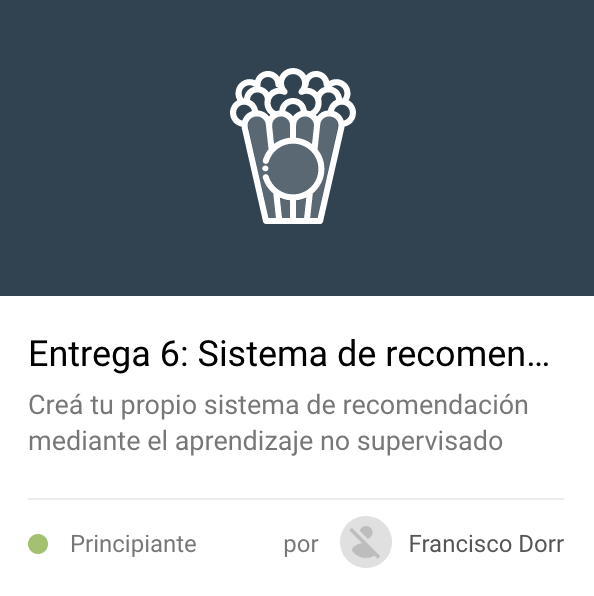 Entrega 6: Sistema de recomen...
Creá tu propio sistema de recomendación
mediante el aprendizaje no supervisado
Principiante por Francisco Dorr